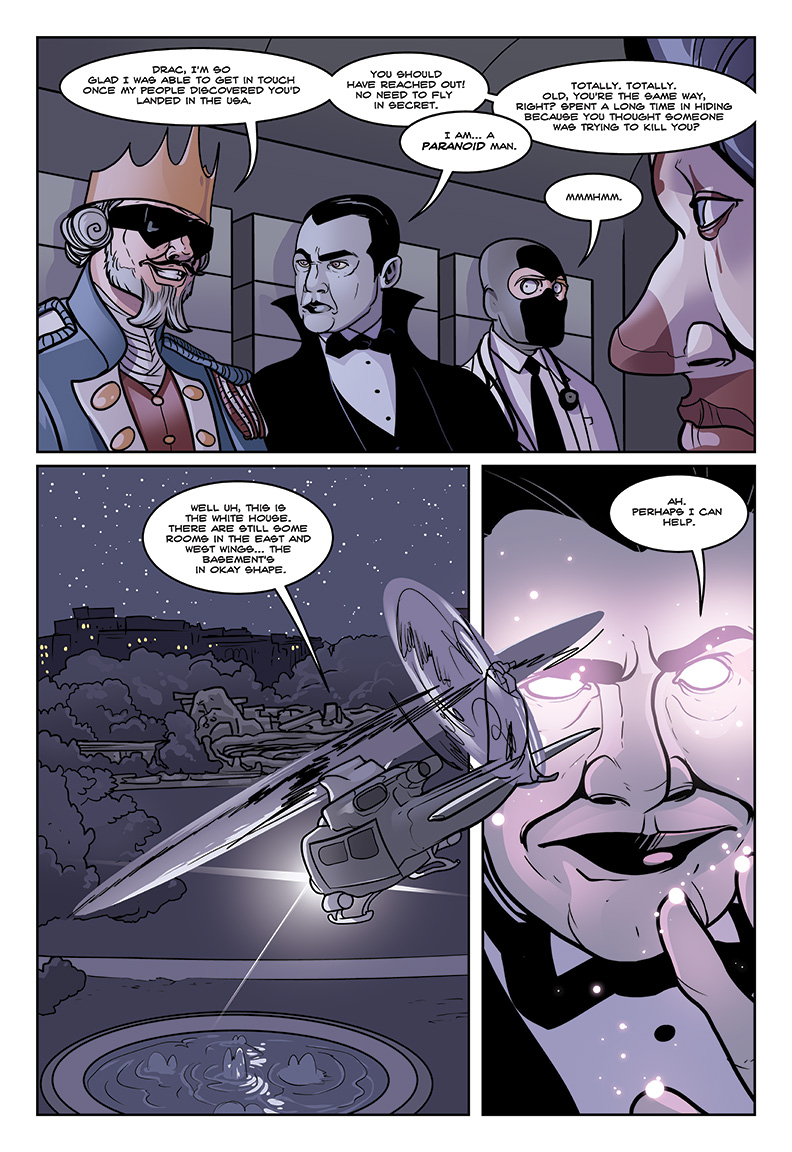 DRAC, I'M SO
GLAD I WAS ABLE TO GET IN TOUCH
ONCE MY PEOPLE DISCOVERED YOU'D
LANDED IN THE USA.
YOU SHOULD
HAVE REACHED OUT!
NO NEED TO FLY
IN SECRET.
I AM... A
PARANOID MAN.
TOTALLY. TOTALLY.
OLD, YOU'RE THE SAME WAY,
RIGHT? SPENT A LONG TIME IN HIDING
BECAUSE YOU THOUGHT SOMEONE
WAS TRYING TO KILL YOU?
MMMHMM.
WELL UH, THIS IS
THE WHITE HOUSE.
THERE ARE STILL SOME
ROOMS IN THE EAST AND
WEST WINGS... THE
BASEMENT'S
IN OKAY SHAPE.
AH.
PERHAPS I CAN
HELP.